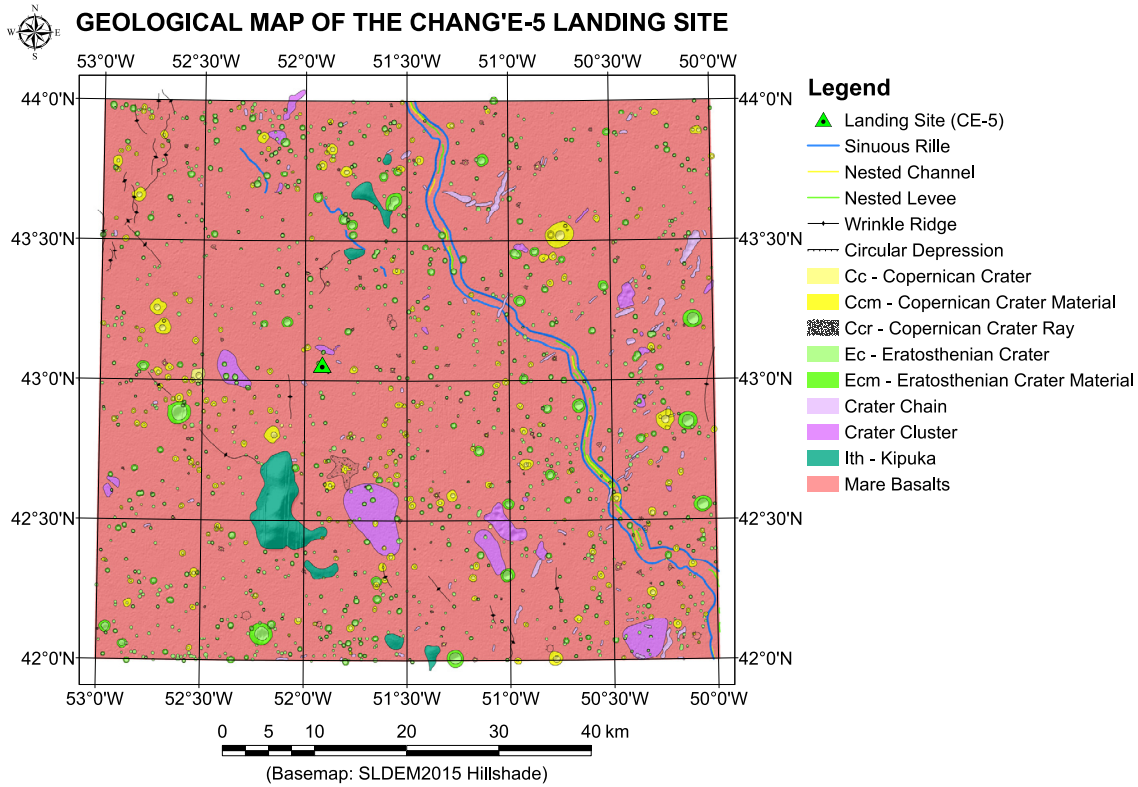 N
W E
S
GEOLOGICAL MAP OF THE CHANG'E-5 LANDING SITE
53°0'W 52°30'W 52°0'W 51°30'W 51°0'W 50°30'W 50°0'W
44°0'N 44°0'N
43°30'N 43°30'N
43°0'N 43°0'N
42°30'N 42°30'N
42°0'N 42°0'N
53°0'W 52°30'W 52°0'W 51°30'W 51°0'W 50°30'W 50°0'W
0 5 10 20 30 40 km
(Basemap: SLDEM2015 Hillshade)
Legend
Landing Site (CE-5)
Sinuous Rille
Nested Channel
Nested Levee
Wrinkle Ridge
Circular Depression
Cc - Copernican Crater
Ccm - Copernican Crater Material
Ccr - Copernican Crater Ray
Ec - Eratosthenian Crater
Ecm - Eratosthenian Crater Material
Crater Chain
Crater Cluster
Ith - Kipuka
Mare Basalts